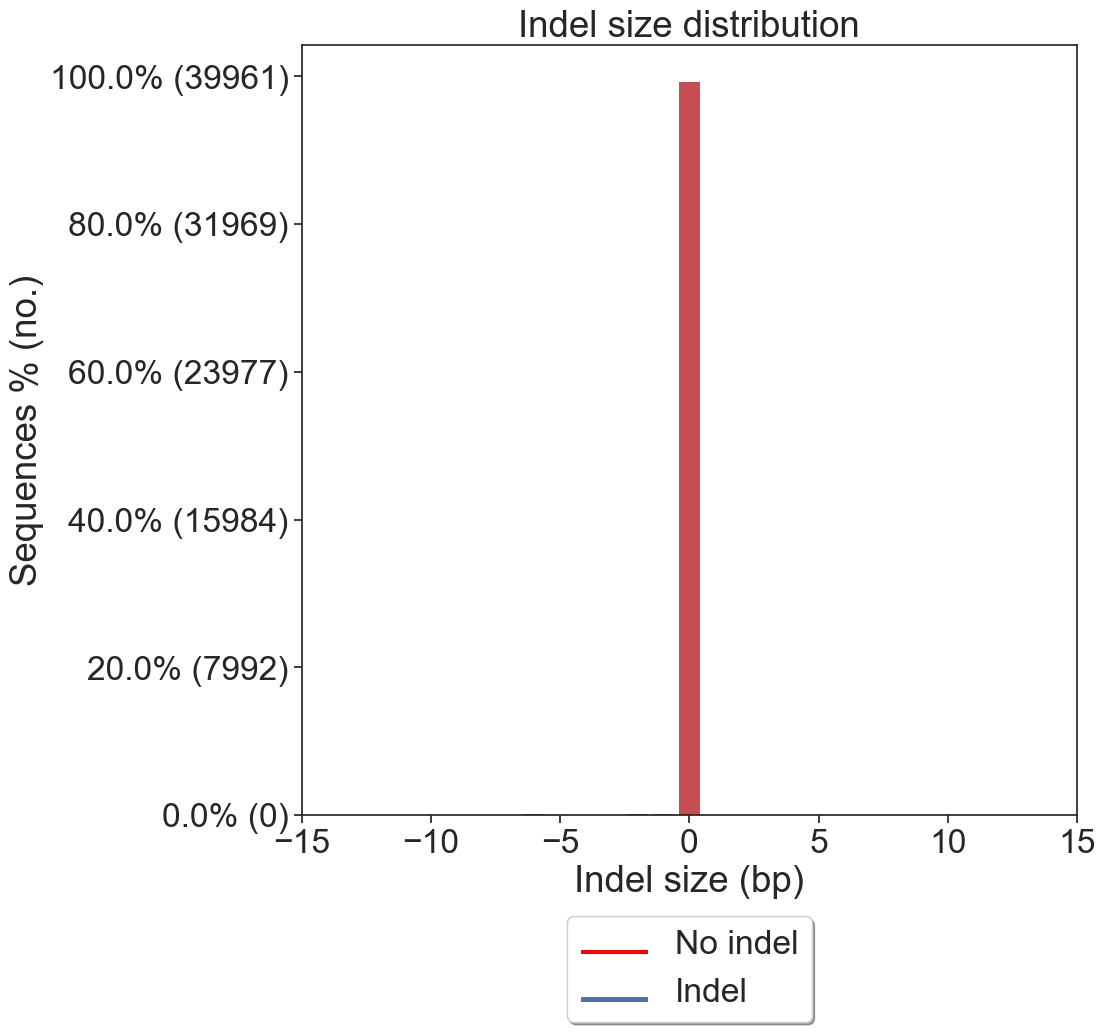 Indel size distribution
100.0% (39961)
80.0% (31969)
60.0% (23977)
40.0% (15984)
20.0% (7992)
0.0% (0)
Sequences % (no.)
−15 −10 −5 0 5 10 15
Indel size (bp)
No indel
Indel